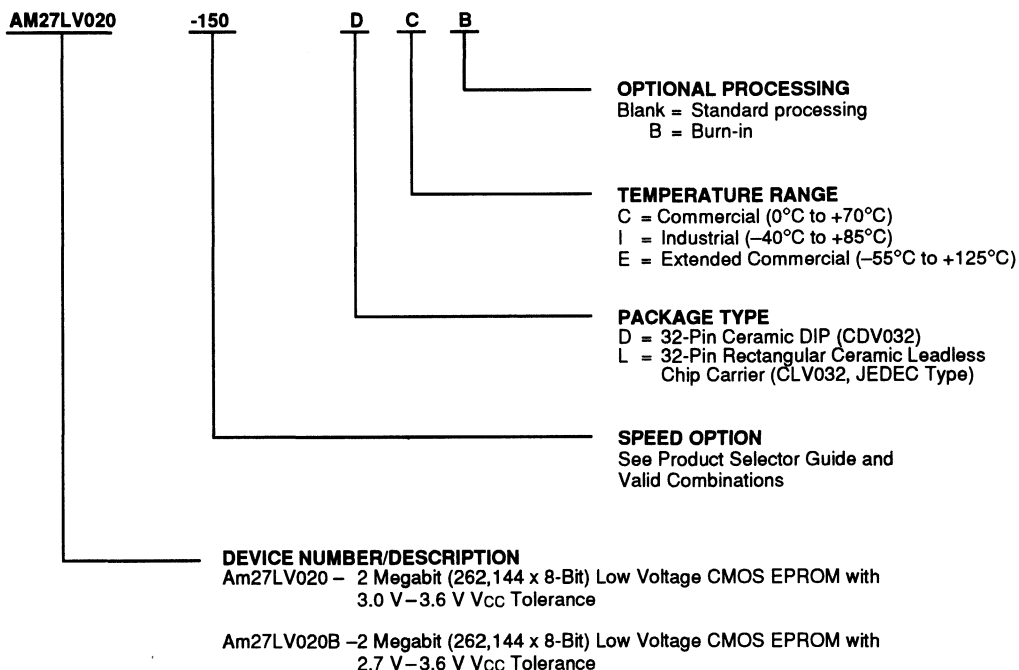 AM27LV020 -150 D C B
OPTIONAL PROCESSING
Blank = Standard processing
B = Burn-in
TEMPERATURE RANGE
C = Commercial (0°C to +70°C)
I = Industrial (–40°C to +85°C)
E = Extended Commercial (–55°C to +125°C)
PACKAGE TYPE
D = 32-Pin Ceramic DIP (CDV032)
L = 32-Pin Rectangular Ceramic Leadless
Chip Carrier (CLV032, JEDEC Type)
SPEED OPTION
See Product Selector Guide and
Valid Combinations
DEVICE NUMBER/DESCRIPTION
Am27LV020 – 2 Megabit (262,144 x 8-Bit) Low Voltage CMOS EPROM with
3.0 V–3.6 V VCC Tolerance
Am27LV020B –2 Megabit (262,144 x 8-Bit) Low Voltage CMOS EPROM with
2.7 V–3.6 V VCC Tolerance